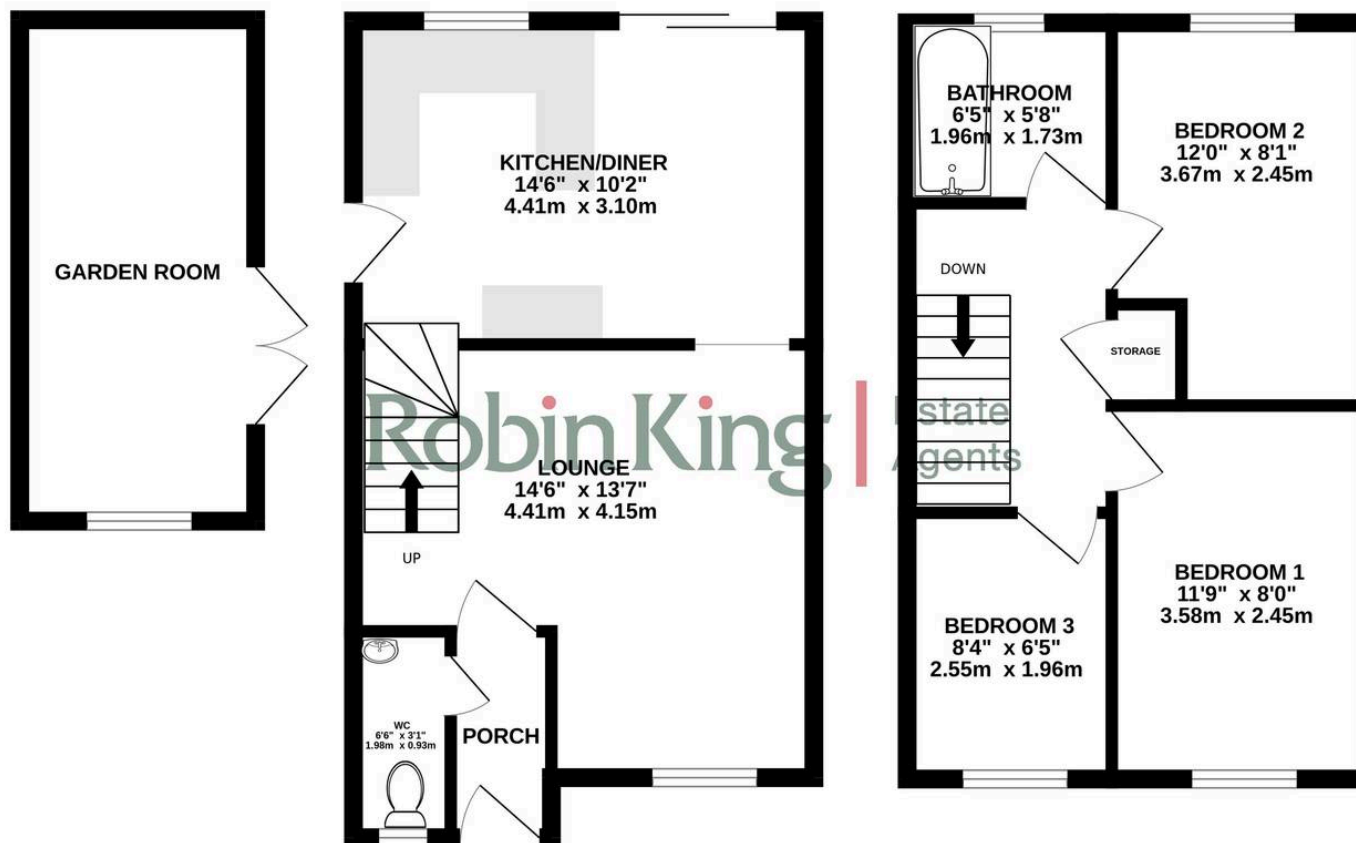 GARDEN ROOM
KITCHEN/DINER
14'6" x 10'2"
4.41m x 3.10m
Robin King
Estate
Agents
LOUNGE
14'6" x 13'7"
4.41m x 4.15m
UP
WC
6'6" x 3'1"
1.98m x 0.93m
PORCH
BATHROOM
6'5" x 5'8"
1.96m x 1.73m
BEDROOM 2
12'0" x 8'1"
3.67m x 2.45m
DOWN
STORAGE
BEDROOM 1
11'9" x 8'0"
3.58m x 2.45m
BEDROOM 3
8'4" x 6'5"
2.55m x 1.96m